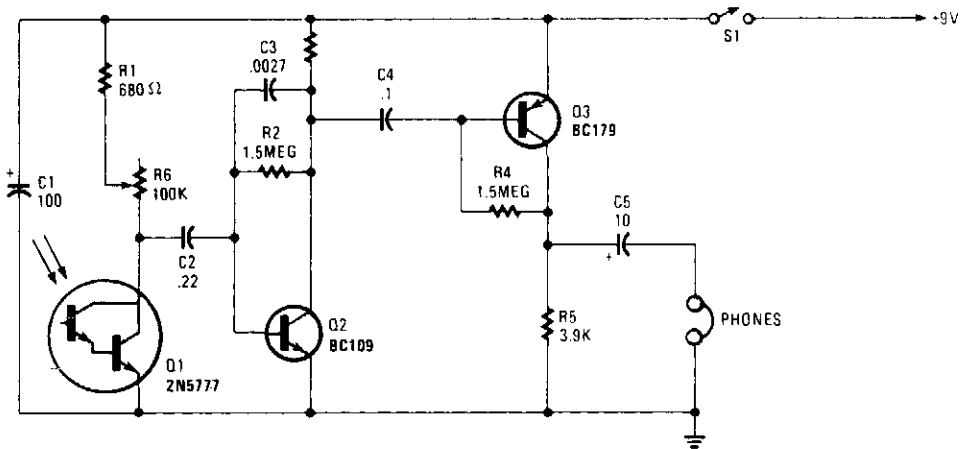 +9V
S1
R1
680Ω
C3
.0027
C4
.1
Q3
BC179
R2
1.5MEG
R4
1.5MEG
+
C1
100
R6
100K
C2
.22
C5
10
+
Q2
BC109
R5
3.9K
PHONES
Q1
2N5777